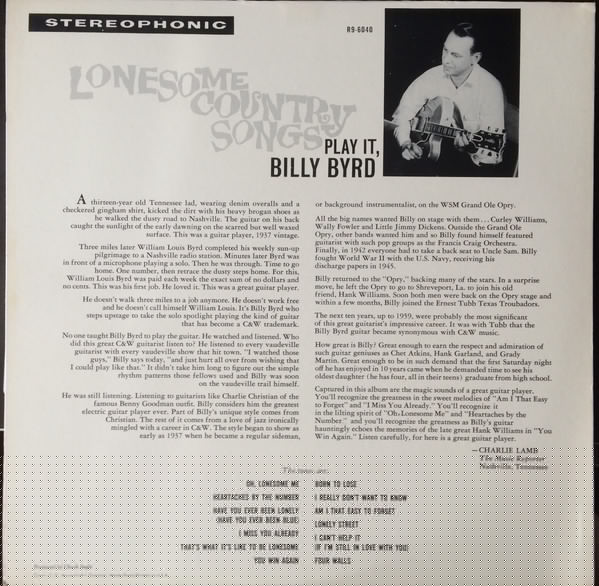 STEREOPHONIC
R9-6040
LONESOME
COUNTRY
SONGS
PLAY IT,
BILLY BYRD
A thirteen-year old Tennessee lad, wearing denim overalls and a
checkered gingham shirt, kicked the dirt with his heavy brogan shoes as
he walked the dusty road to Nashville. The guitar on his back
caught the sunlight of the early dawning on the scarred but well waxed
surface. This was a guitar player, 1937 vintage.
Three miles later William Louis Byrd completed his weekly sun-up
pilgrimage to a Nashville radio station. Minutes later Byrd was
in front of a microphone playing a solo. Then he was through. Time to go
home. One number, then retrace the dusty steps home. For this,
William Louis Byrd was paid each week the exact sum of no dollars and
no cents. This was his first job. He loved it. This was a great guitar player.
He doesn't walk three miles to a job anymore. He doesn't work free
and he doesn't call himself William Louis. It's Billy Byrd who
steps upstage to take the solo spotlight playing the kind of guitar
that has become a C&W trademark.
No one taught Billy Byrd to play the guitar. He watched and listened. Who
did this great C&W guitarist listen to? He listened to every vaudeville
guitarist with every vaudeville show that hit town. "I watched those
guys," Billy says today, "and just hurt all over from wishing that
I could play like that." It didn't take him long to figure out the simple
rhythm patterns those fellows used and Billy was soon
on the vaudeville trail himself.
He was still listening. Listening to guitarists like Charlie Christian of the
famous Benny Goodman outfit. Billy considers him the greatest
electric guitar player ever. Part of Billy's unique style comes from
Christian. The rest of it comes from a love of jazz ironically
mingled with a career in C&W. The style began to show as
early as 1937 when he became a regular sideman,
or background instrumentalist, on the WSM Grand Ole Opry.
All the big names wanted Billy on stage with them... Curley Williams,
Wally Fowler and Little Jimmy Dickens. Outside the Grand Ole
Opry, other bands wanted him and so Billy found himself featured
guitarist with such pop groups as the Francis Craig Orchestra.
Finally, in 1942 everyone had to take a back seat to Uncle Sam. Billy
fought World War II with the U.S. Navy, receiving his
discharge papers in 1945.
Billy returned to the "Opry," backing many of the stars. In a surprise
move, he left the Opry to go to Shreveport, La. to join his old
friend, Hank Williams. Soon both men were back on the Opry stage and
within a few months, Billy joined the Ernest Tubb Texas Troubadors.
The next ten years, up to 1959, were probably the most significant
of this great guitarist's impressive career. It was with Tubb that the
Billy Byrd guitar became synonymous with C&W music.
How great is Billy? Great enough to earn the respect and admiration of
such guitar geniuses as Chet Atkins, Hank Garland, and Grady
Martin. Great enough to be in such demand that the first Saturday night
off he has enjoyed in 10 years came when he demanded time to see his
oldest daughter (he has four, all in their teens) graduate from high school.
Captured in this album are the magic sounds of a great guitar player.
You'll recognize the greatness in the sweet melodies of "Am I That Easy
to Forget" and "I Miss You Already." You'll recognize it
in the lilting spirit of "Oh-Lonesome Me" and "Heartaches by the
Number." and you'll recognize the greatness as Billy's guitar
hauntingly echoes the memories of the late great Hank Williams in "You
Win Again." Listen carefully, for here is a great guitar player.
—CHARLIE LAMB
The Music Reporter
Nashville, Tennessee
The tunes are:
OH, LONESOME ME
HEARTACHES BY THE NUMBER
HAVE YOU EVER BEEN LONELY
(HAVE YOU EVER BEEN BLUE)
I MISS YOU ALREADY
THAT'S WHAT IT'S LIKE TO BE LONESOME
YOU WIN AGAIN
BORN TO LOSE
I REALLY DON'T WANT TO KNOW
AM I THAT EASY TO FORGET
LONELY STREET
I CAN'T HELP IT
(IF I'M STILL IN LOVE WITH YOU)
FOUR WALLS